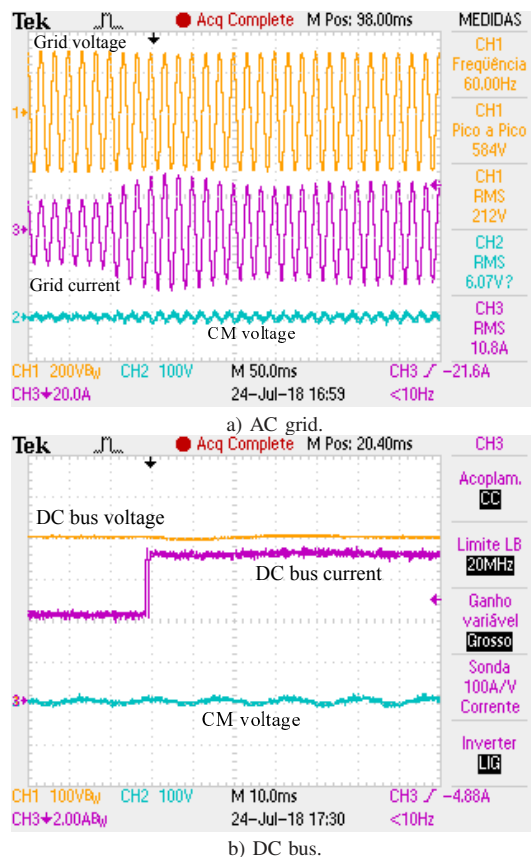 Tek Acq Complete M Pos: 98.00ms MEDIDAS
Grid voltage
CH1
Freqüência
60.00Hz
1
CH1
Pico a Pico
584V
CH1
RMS
212V
3
Grid current
CH2
RMS
6.07V?
2
CM voltage
CH3
RMS
10.8A
CH1 200VBW CH2 100V M 50.0ms CH3 -21.6A
CH3 20.0A 24-Jul-18 16:59 <10Hz
a) AC grid.
Tek Acq Complete M Pos: 20.40ms CH3
Acoplam.
CC
DC bus voltage
Limite LB
20MHz
DC bus current
Ganho
variável
Grosso
Sonda
100A/V
Corrente
3
CM voltage
Inverter
LIG
CH1 100VBW CH2 100V M 10.0ms CH3 -4.88A
CH3 2.00ABW 24-Jul-18 17:30 <10Hz
b) DC bus.